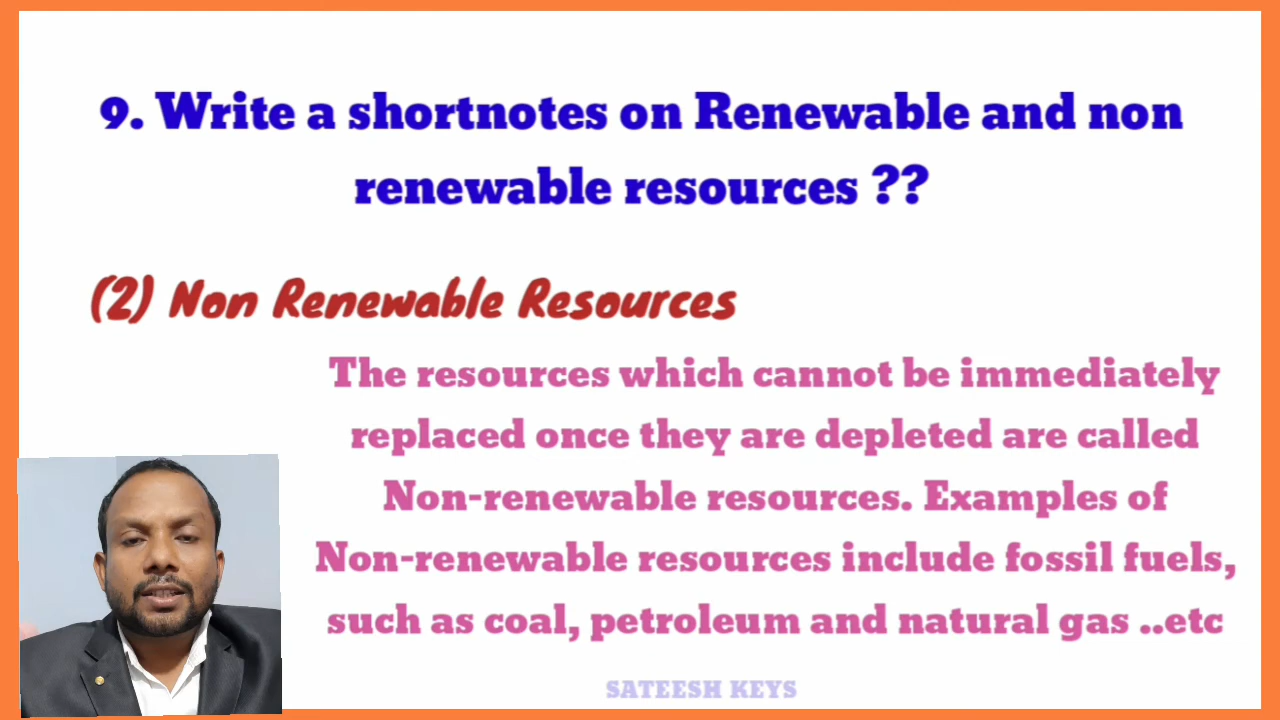 9. Write a shortnotes on Renewable and non
renewable resources ??
(2) Non Renewable Resources
The resources which cannot be immediately
replaced once they are depleted are called
Non-renewable resources. Examples of
Non-renewable resources include fossil fuels,
such as coal, petroleum and natural gas ..etc
SATEESH KEYS